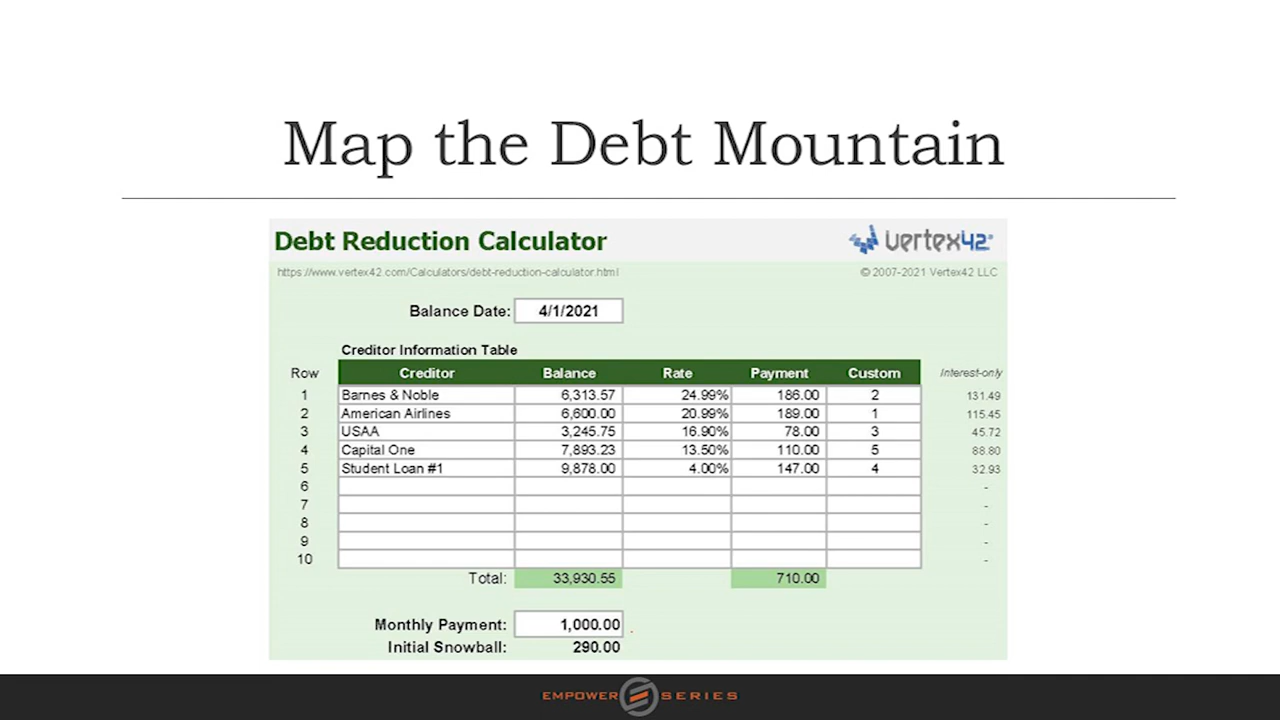 Map the Debt Mountain
Debt Reduction Calculator vertex42
https://www.vertex42.com/Calculators/debt-reduction-calculator.html © 2007-2021 Vertex42 LLC
Balance Date: 4/1/2021
Creditor Information Table
Row Creditor Balance Rate Payment Custom Interest-only
1 Barnes & Noble 6,313.57 24.99% 186.00 2 131.49
2 American Airlines 6,600.00 20.99% 189.00 1 115.45
3 USAA 3,245.75 16.90% 78.00 3 45.72
4 Capital One 7,893.23 13.50% 110.00 5 88.80
5 Student Loan #1 9,878.00 4.00% 147.00 4 32.93
6 -
7 -
8 -
9 -
10 -
Total: 33,930.55 710.00
Monthly Payment: 1,000.00
Initial Snowball: 290.00
EMPOWER SERIES